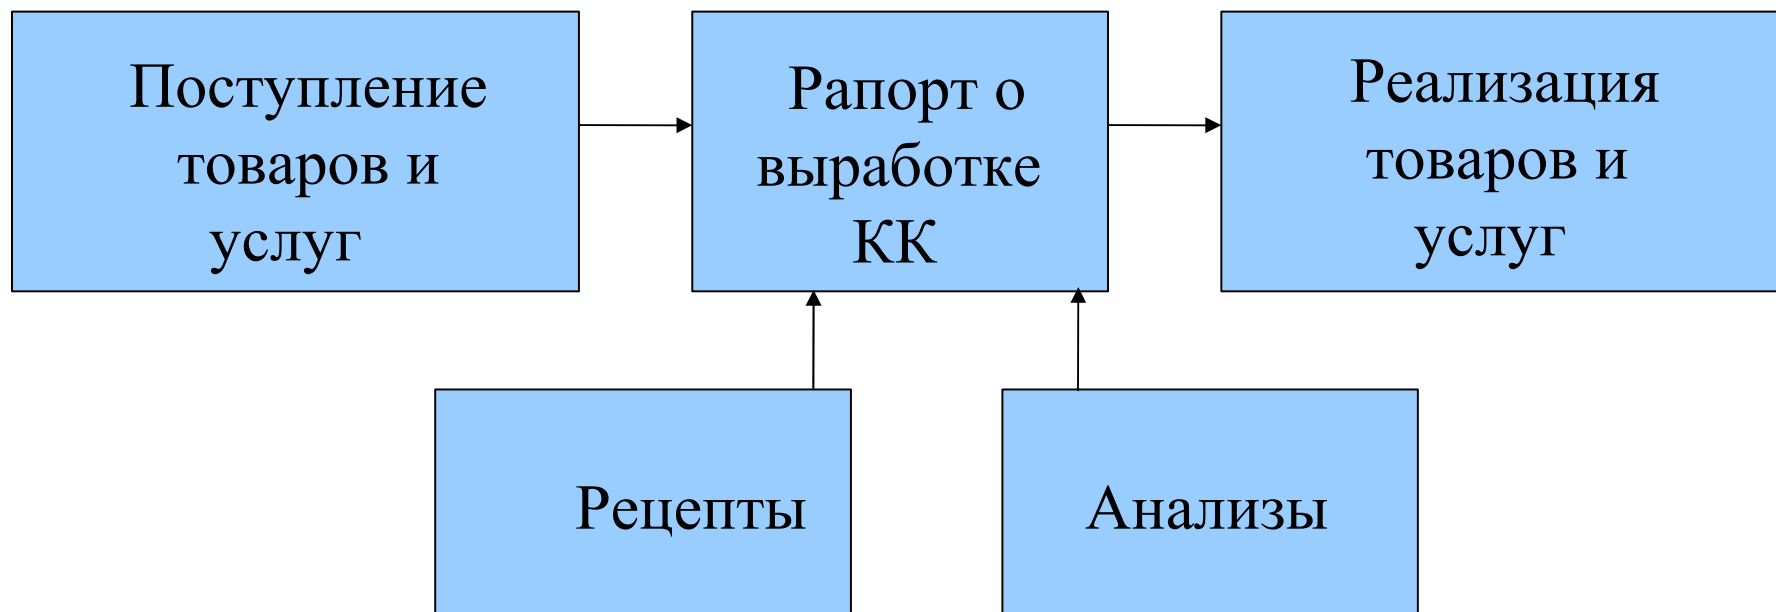 Поступление
товаров и
услуг
Рапорт о
выработке
КК
Реализация
товаров и
услуг
Рецепты
Анализы